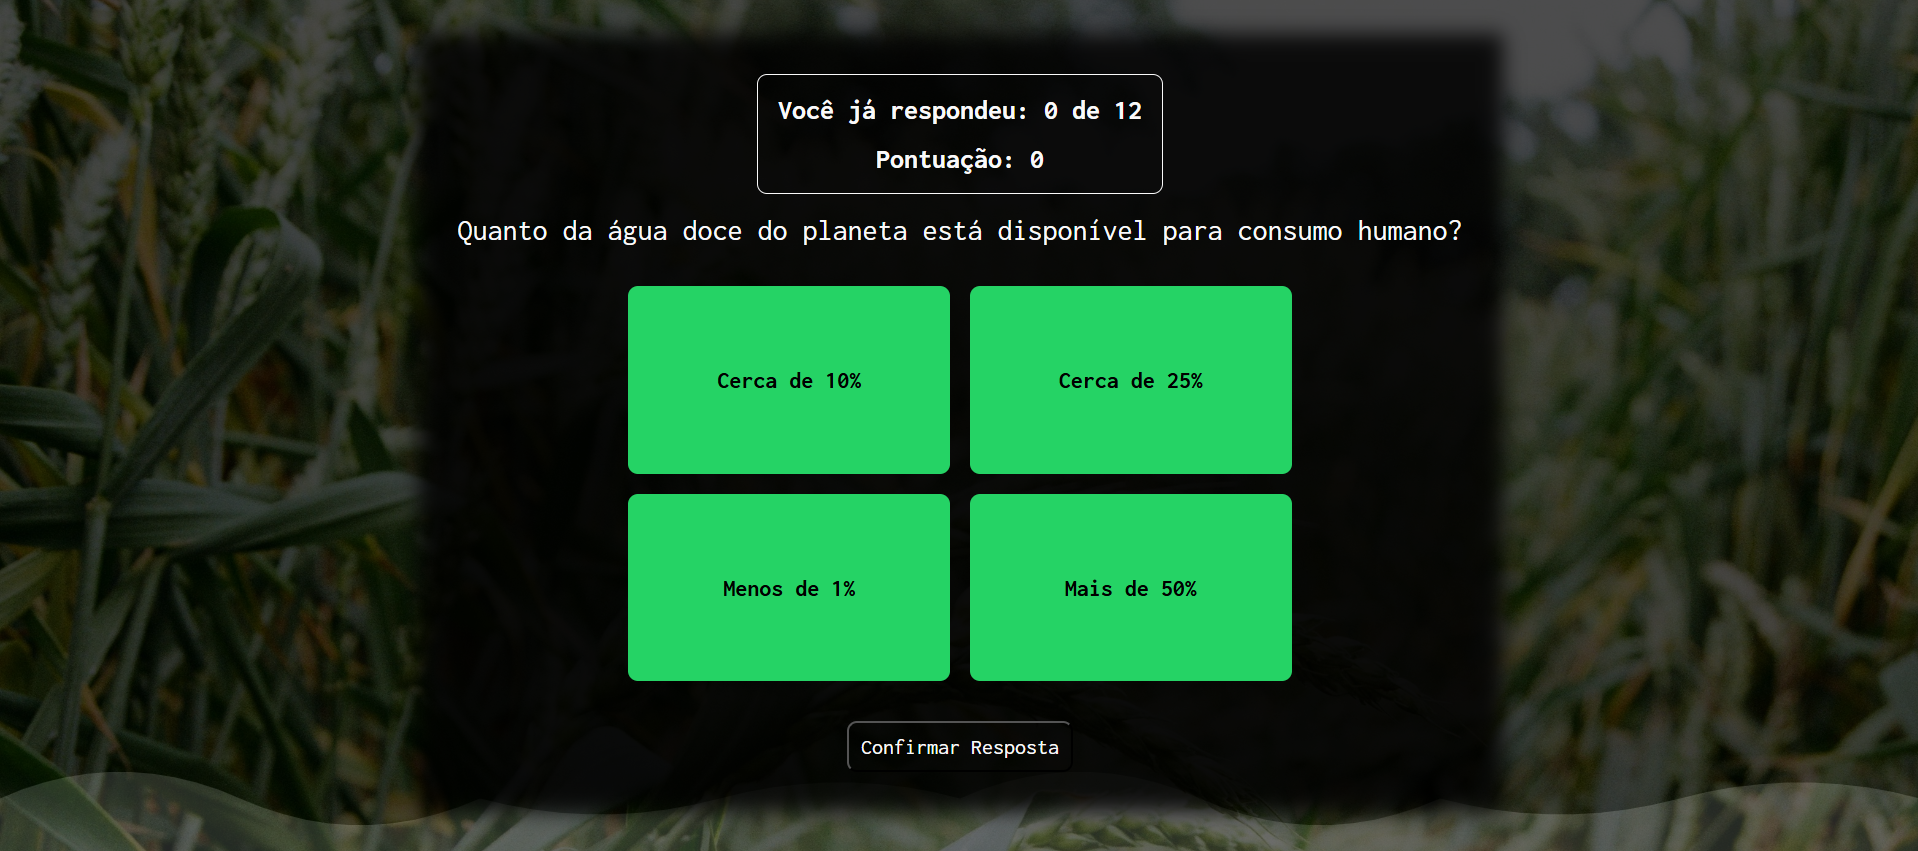 Você já respondeu: 0 de 12
Pontuação: 0
Quanto da água doce do planeta está disponível para consumo humano?
Cerca de 10%
Cerca de 25%
Menos de 1%
Mais de 50%
Confirmar Resposta